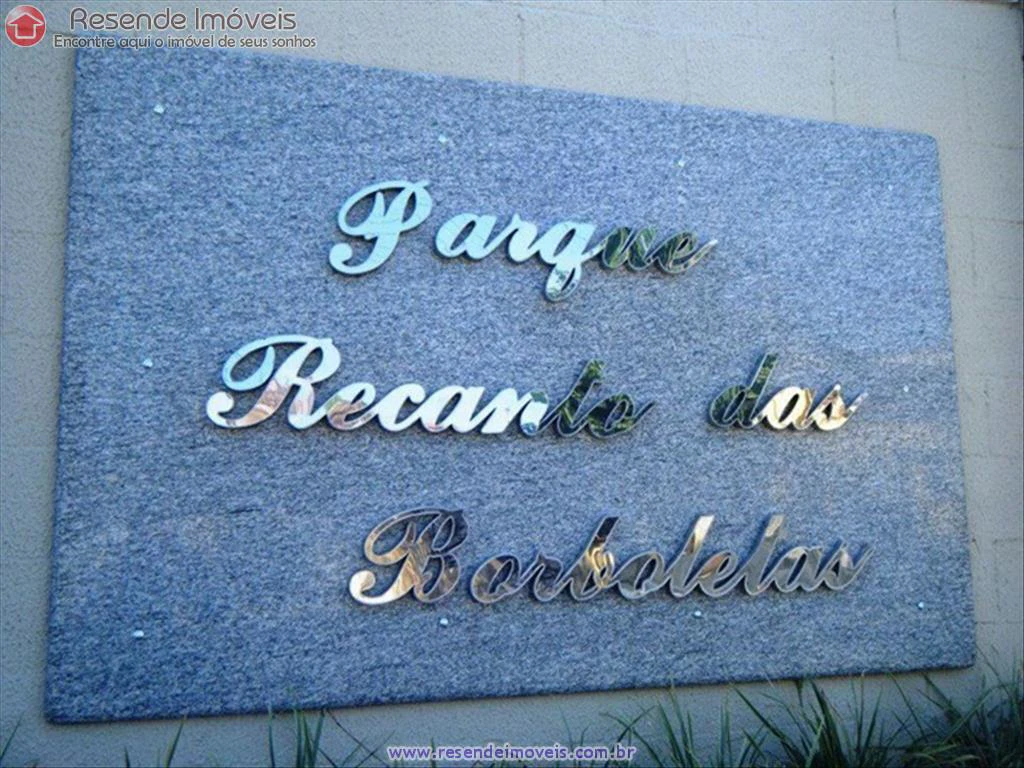 Resende Imóveis
Encontre aqui o imóvel de seus sonhos
Parque
Recanto das
Borboletas
www.resendeimoveis.com.br